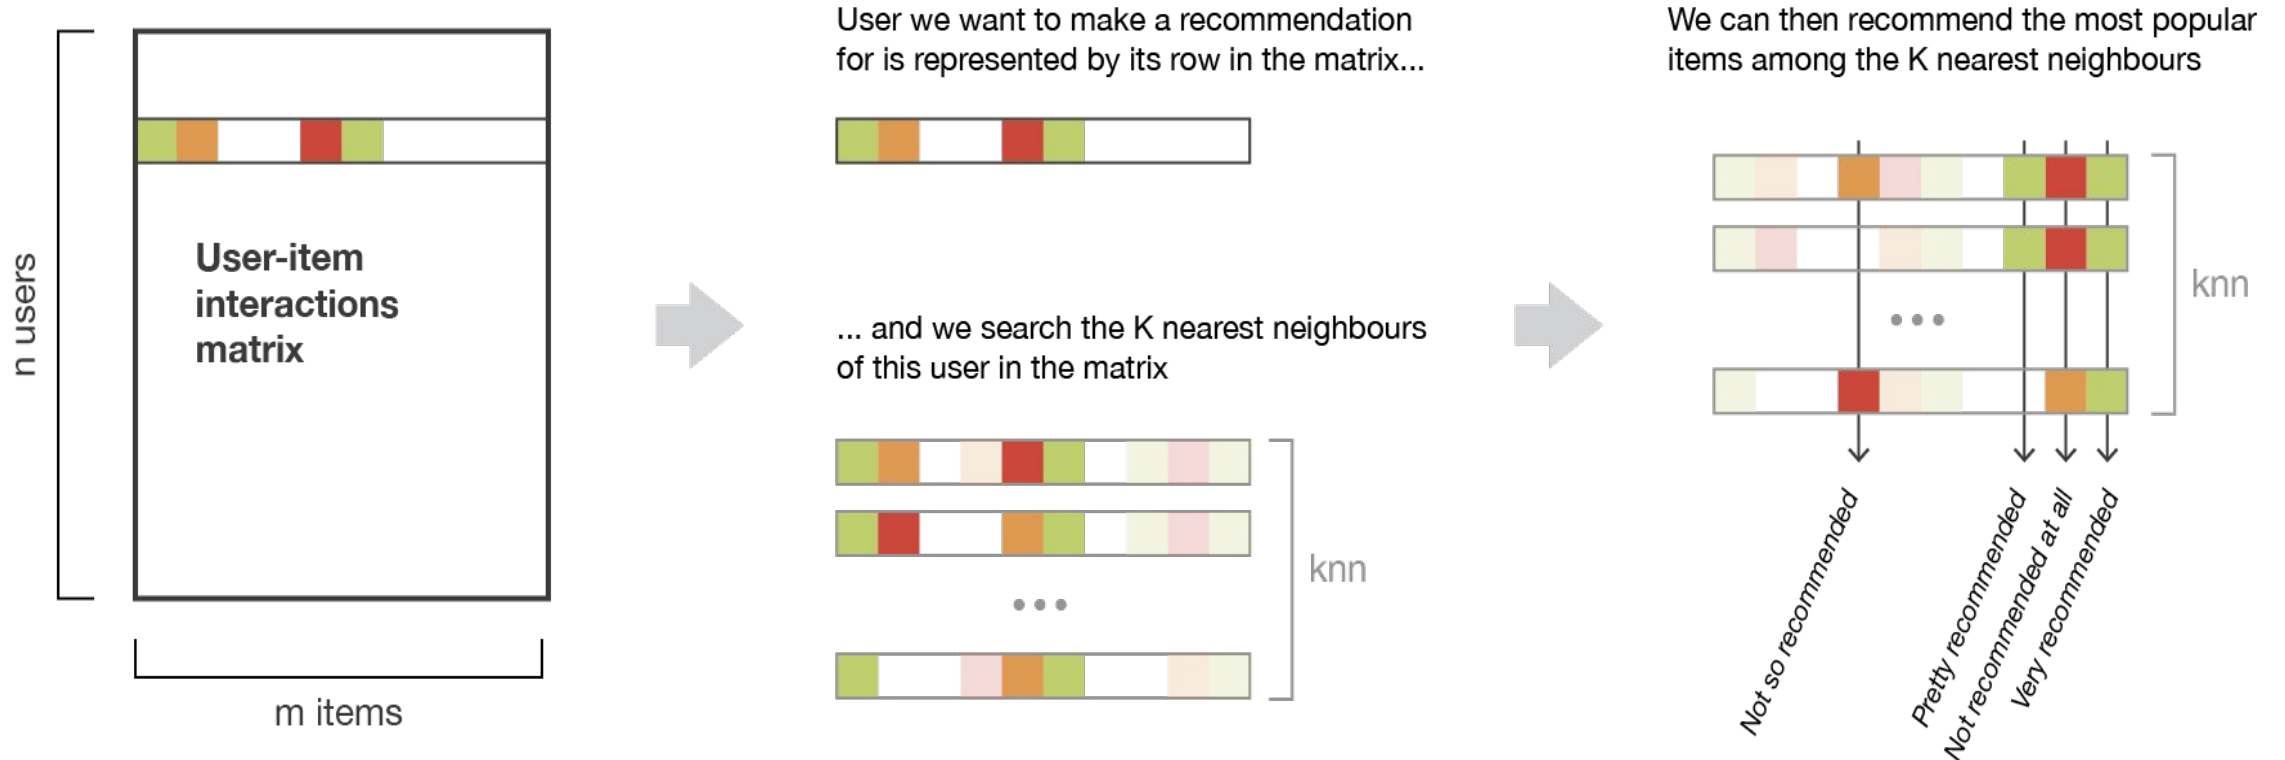 n users
User-item
interactions
matrix
m items
User we want to make a recommendation
for is represented by its row in the matrix...
... and we search the K nearest neighbours
of this user in the matrix
knn
We can then recommend the most popular
items among the K nearest neighbours
knn
Not so recommended
Pretty recommended
Not recommended at all
Very recommended